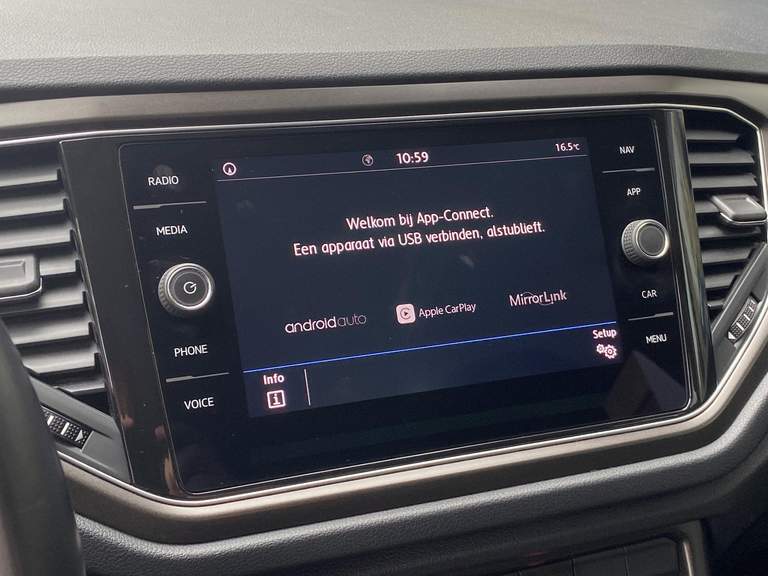 RADIO
MEDIA
PHONE
VOICE
10:59
16.5°C
Welkom bij App-Connect.
Een apparaat via USB verbinden, alstublieft.
androidauto
Apple CarPlay
MirrorLink
Info
Setup
NAV
APP
CAR
MENU